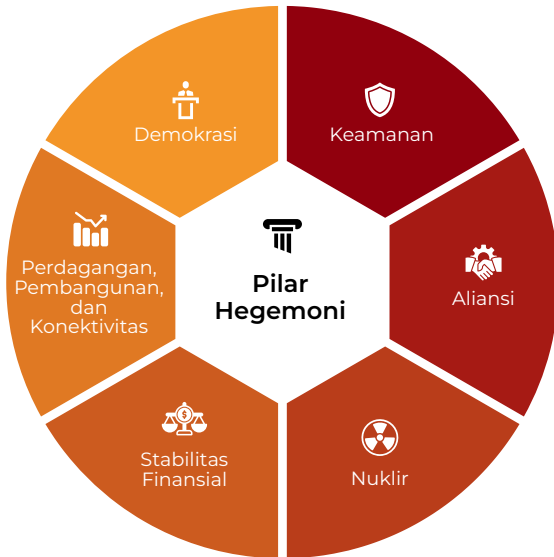 Demokrasi
Keamanan
Perdagangan,
Pembangunan,
dan
Konektivitas
Pilar
Hegemoni
Aliansi
Stabilitas
Finansial
Nuklir
$